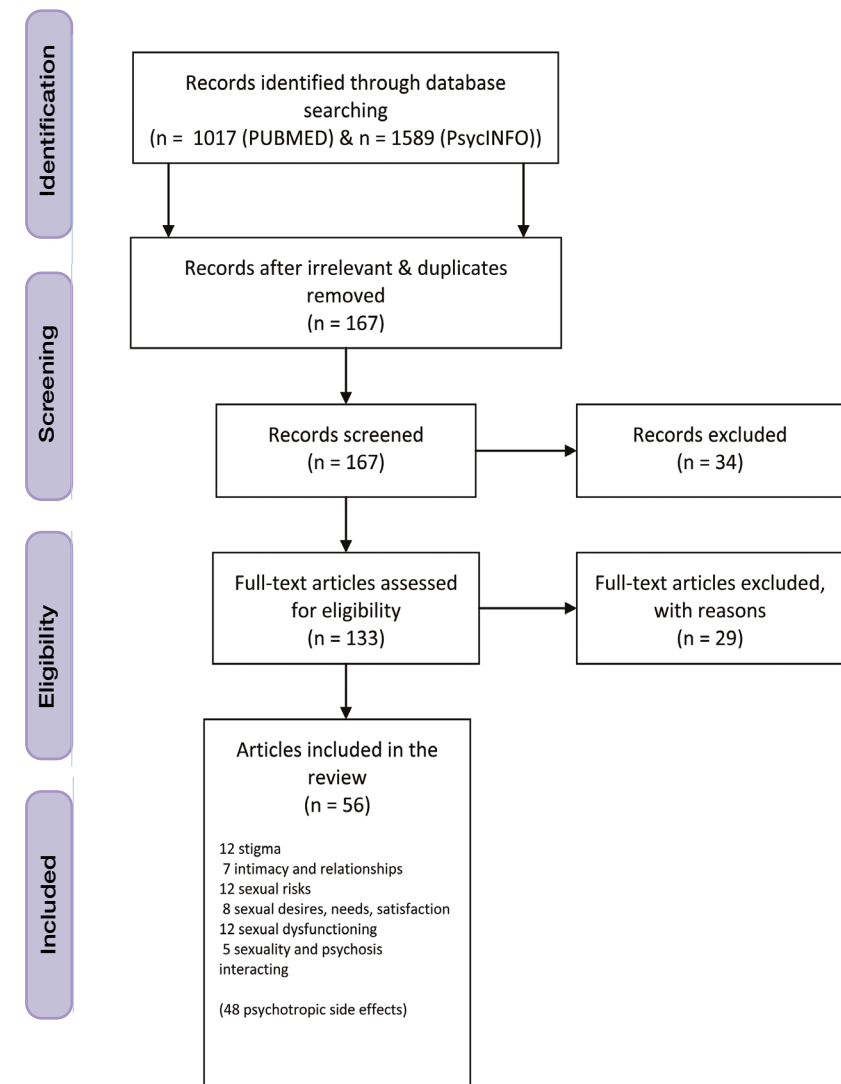 Identification
Records identified through database
searching
(n = 1017 (PUBMED) & n = 1589 (PsycINFO))
Records after irrelevant & duplicates
removed
(n = 167)
Screening
Records screened
(n = 167)
Records excluded
(n = 34)
Eligibility
Full-text articles assessed
for eligibility
(n = 133)
Full-text articles excluded,
with reasons
(n = 29)
Included
Articles included in the
review
(n = 56)
12 stigma
7 intimacy and relationships
12 sexual risks
8 sexual desires, needs, satisfaction
12 sexual dysfunctioning
5 sexuality and psychosis
interacting
(48 psychotropic side effects)